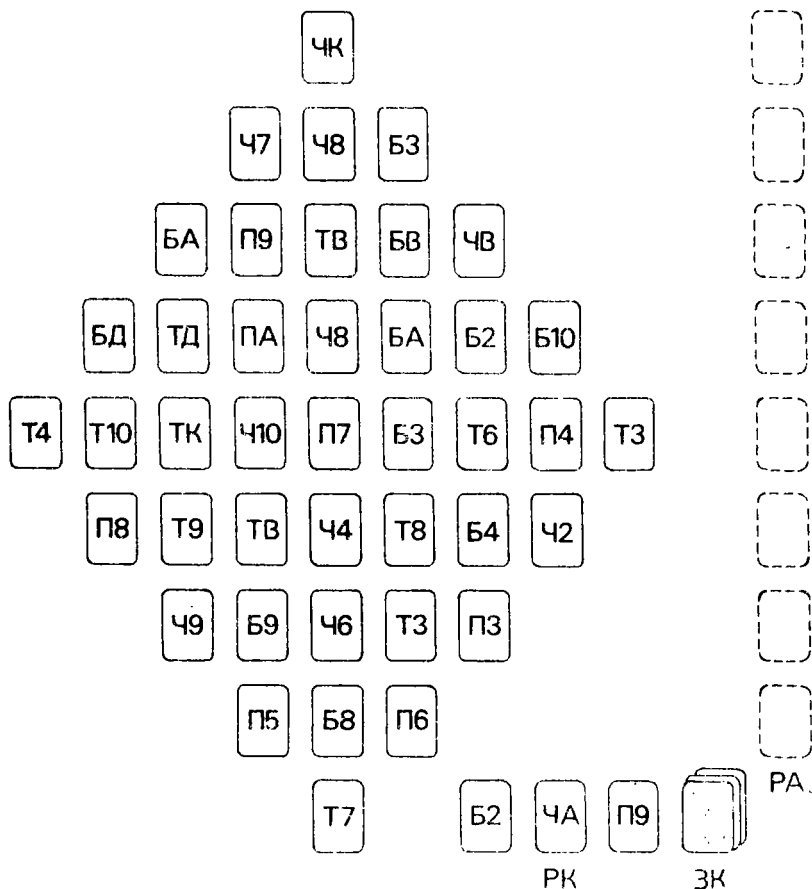 ЧК
Ч7 Ч8 Б3
БА П9 ТВ БВ ЧВ
БД ТД ПА Ч8 БА Б2 Б10
Т4 Т10 ТК Ч10 П7 Б3 Т6 П4 Т3
П8 Т9 ТВ Ч4 Т8 Б4 Ч2
Ч9 Б9 Ч6 Т3 П3
П5 Б8 П6
РА
Т7 Б2 ЧА П9
РК ЗК